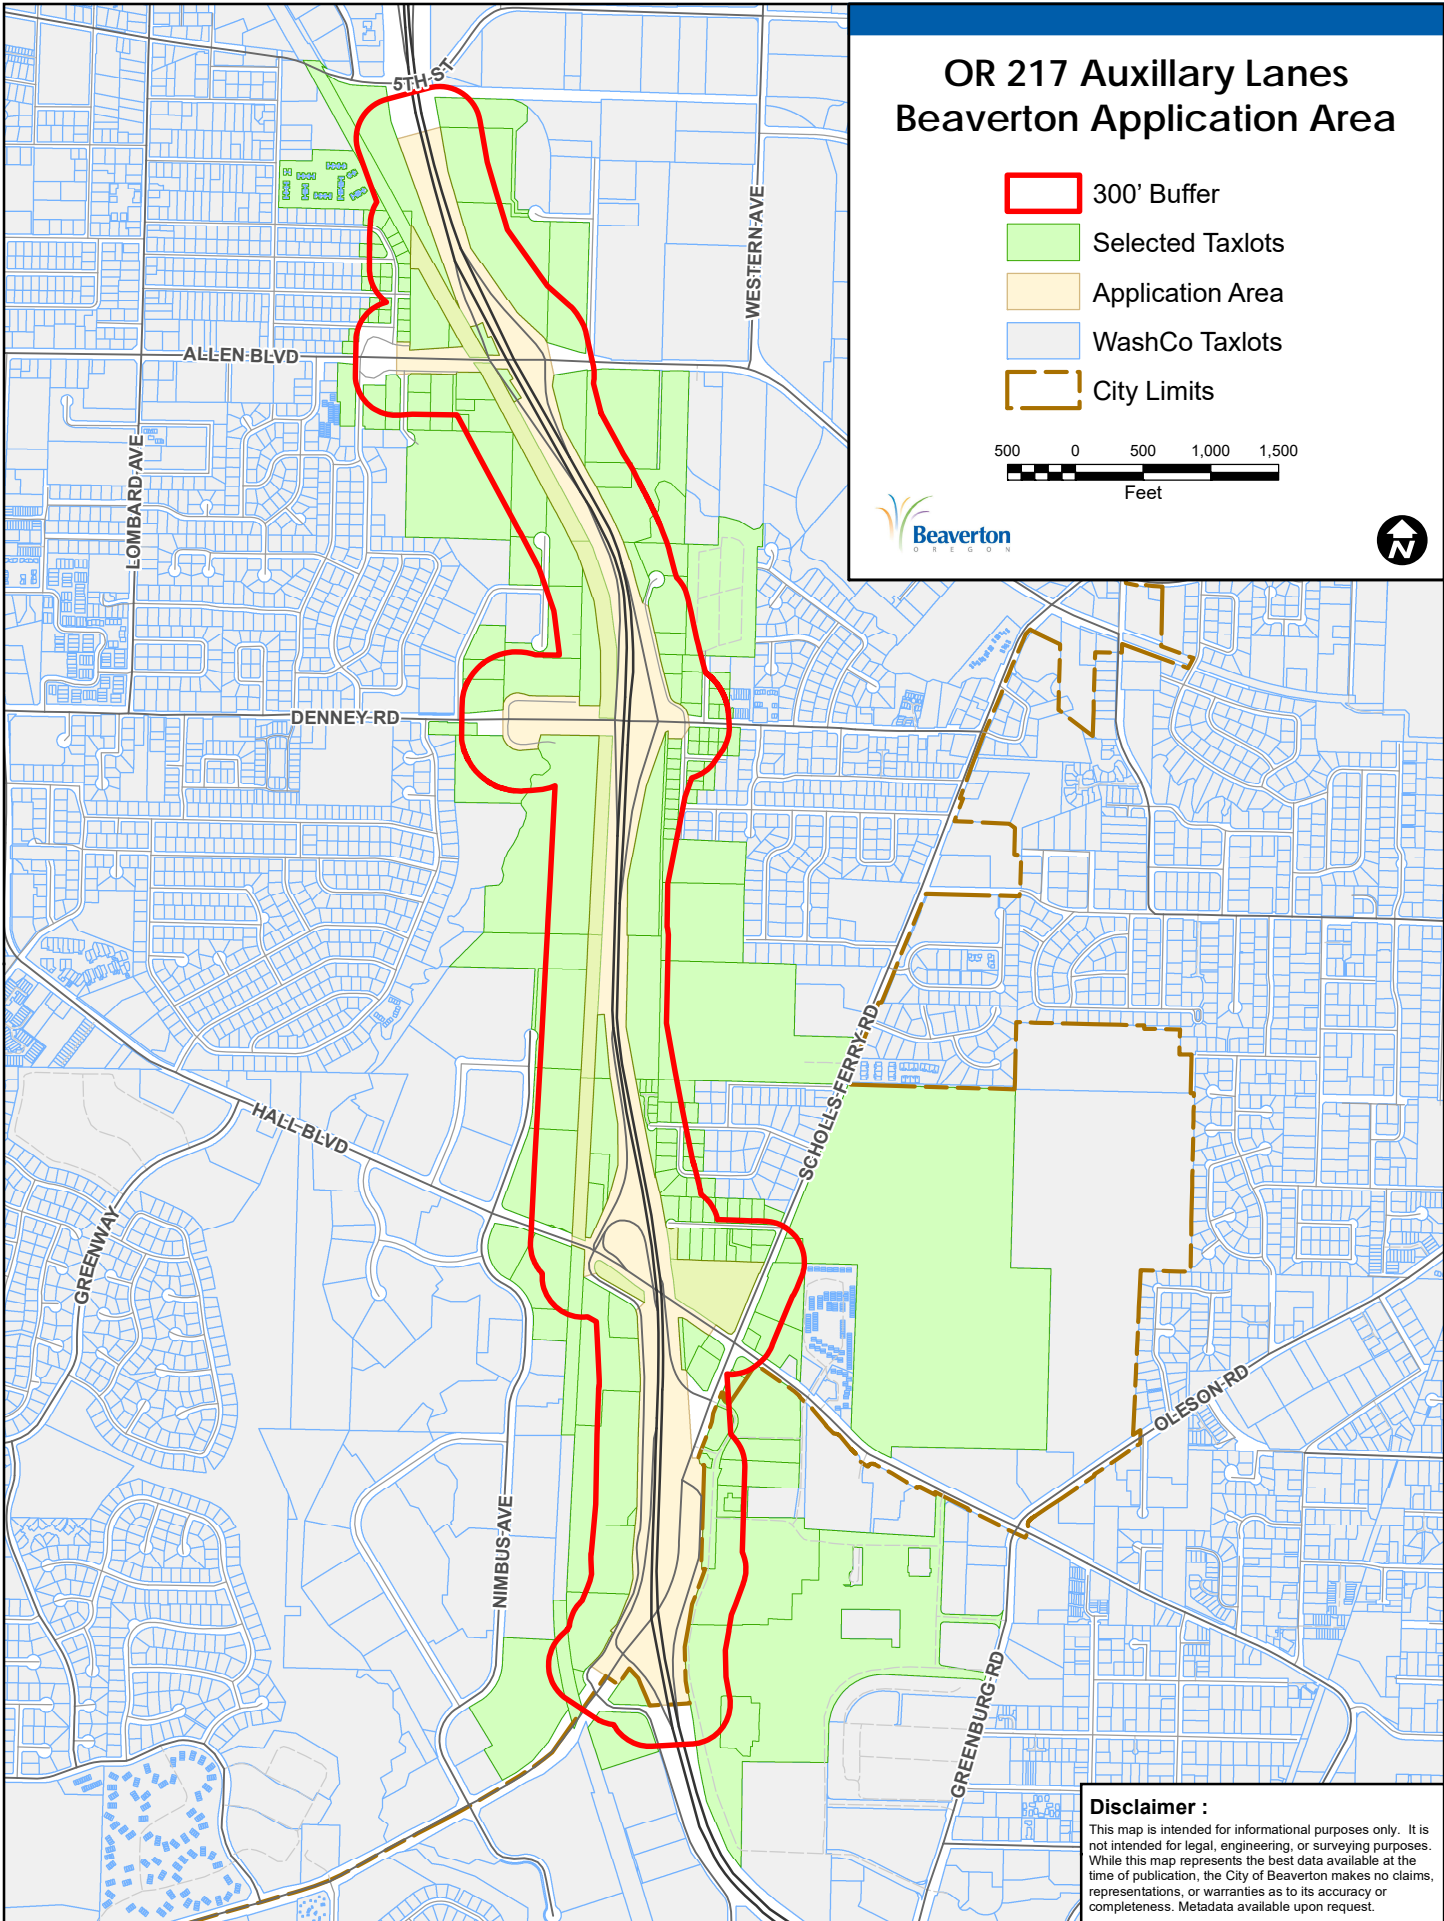 OR 217 Auxillary Lanes
Beaverton Application Area
300' Buffer
Selected Taxlots
Application Area
WashCo Taxlots
City Limits
500 0 500 1,000 1,500
Feet
Beaverton
OREGON
N
5TH ST
WESTERN AVE
ALLEN BLVD
LOMBARD AVE
DENNEY RD
SCHOLLS FERRY RD
HALL BLVD
GREENWAY
OLESON RD
NIMBUS AVE
GREENBURG RD
Disclaimer :
This map is intended for informational purposes only. It is
not intended for legal, engineering, or surveying purposes.
While this map represents the best data available at the
time of publication, the City of Beaverton makes no claims,
representations, or warranties as to its accuracy or
completeness. Metadata available upon request.